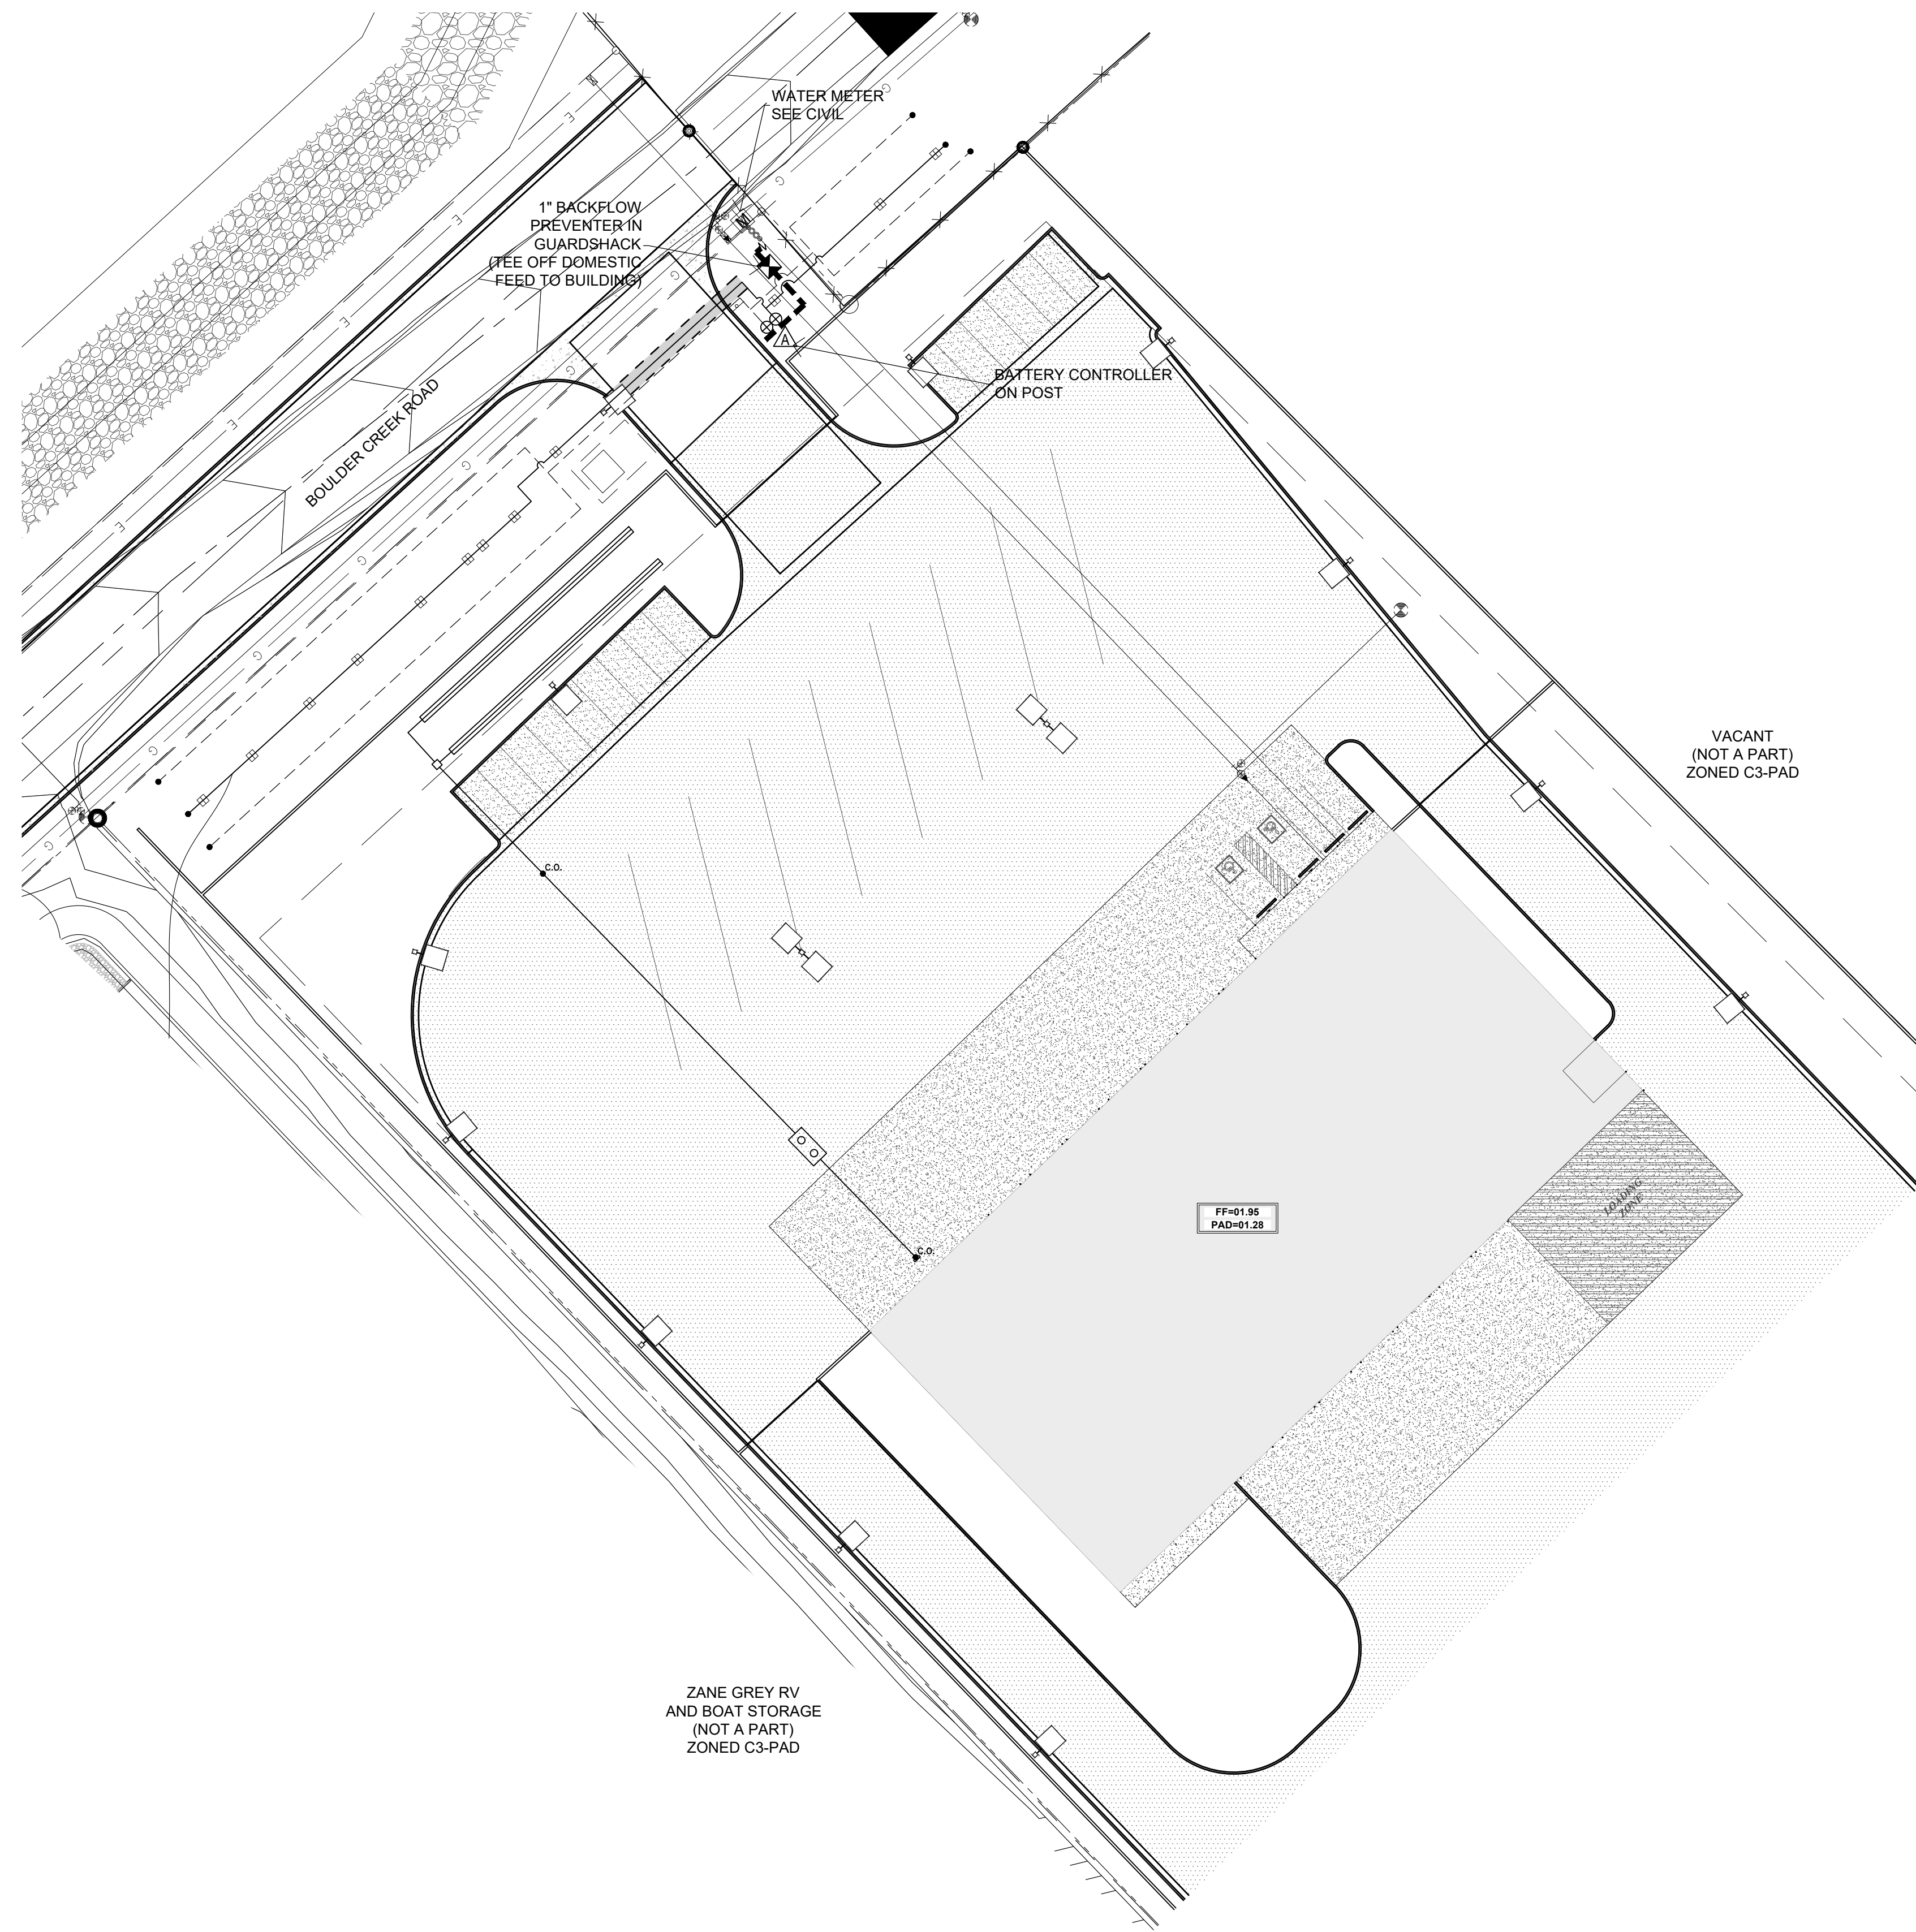 WATER METER
SEE CIVIL
1" BACKFLOW
PREVENTER IN
GUARDSHACK
(TEE OFF DOMESTIC
FEED TO BUILDING)
M
A
BATTERY CONTROLLER
ON POST
BOULDER CREEK ROAD
G
G
G
G
G
G
G
G
G
G
E
E
E
E
E
VACANT
(NOT A PART)
ZONED C3-PAD
C.O.
C.O.
FF=01.95
PAD=01.28
LOADING
ZONE
ZANE GREY RV
AND BOAT STORAGE
(NOT A PART)
ZONED C3-PAD